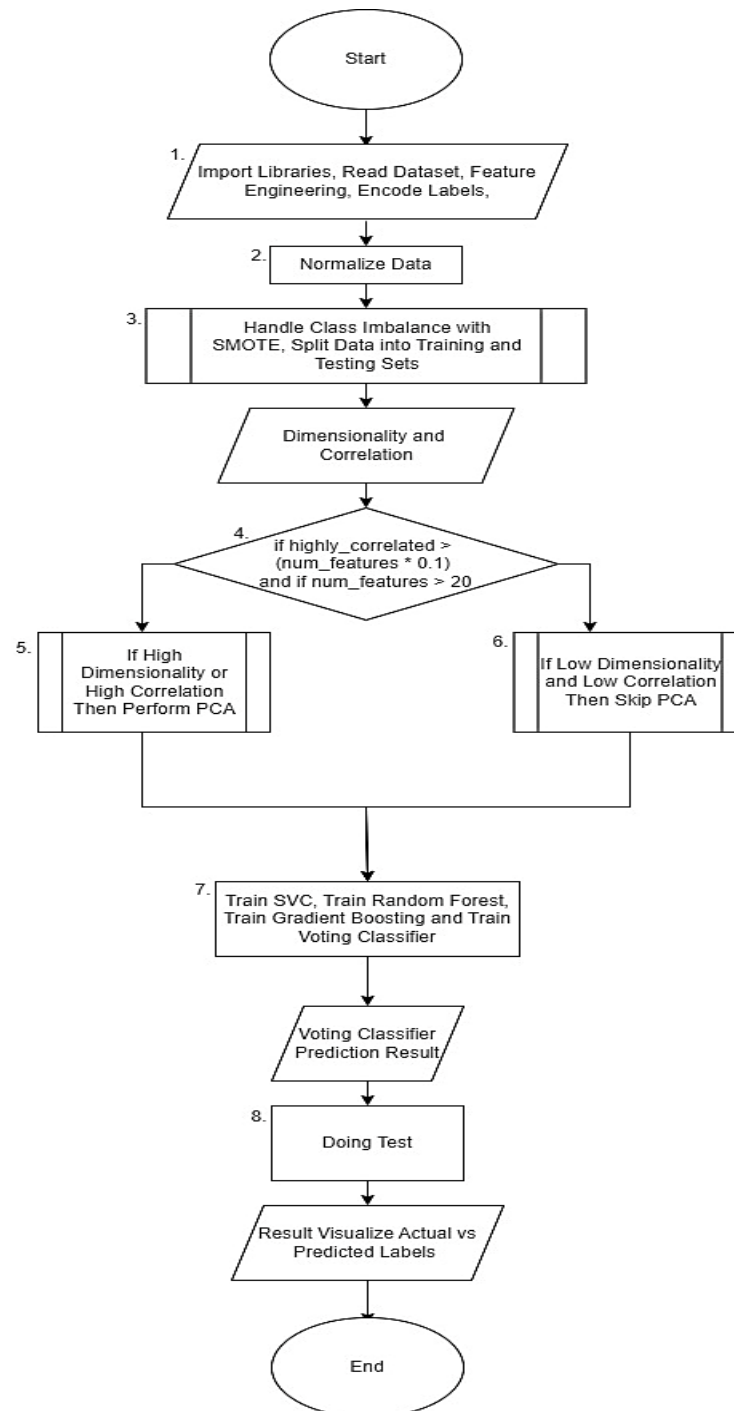 Start
1.
Import Libraries, Read Dataset, Feature
Engineering, Encode Labels,
2.
Normalize Data
3.
Handle Class Imbalance with
SMOTE, Split Data into Training and
Testing Sets
Dimensionality and
Correlation
4.
if highly_correlated >
(num_features * 0.1)
and if num_features > 20
5.
If High
Dimensionality or
High Correlation
Then Perform PCA
6.
If Low Dimensionality
and Low Correlation
Then Skip PCA
7.
Train SVC, Train Random Forest,
Train Gradient Boosting and Train
Voting Classifier
Voting Classifier
Prediction Result
8.
Doing Test
Result Visualize Actual vs
Predicted Labels
End